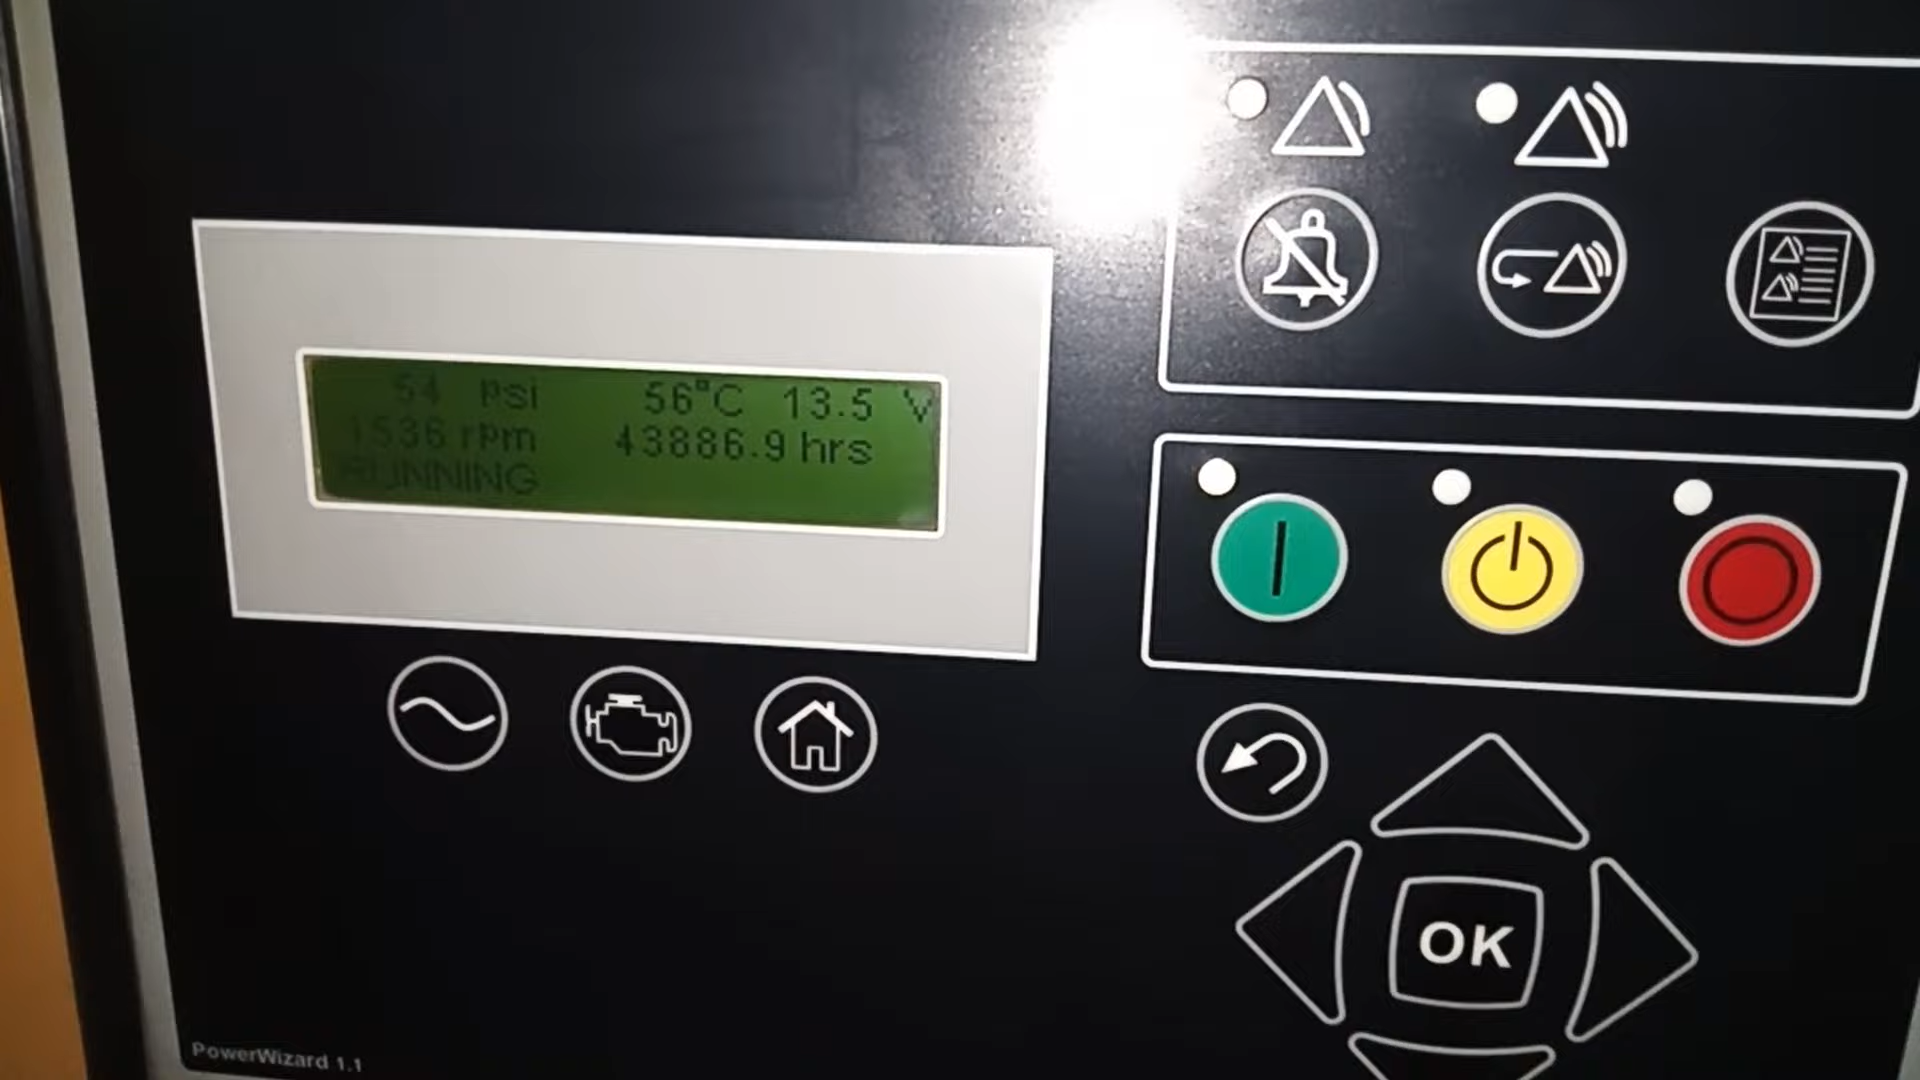 54 psi 56°C 13.5 V
1536 rpm 43886.9 hrs
RUNNING
OK
PowerWizard 1.1